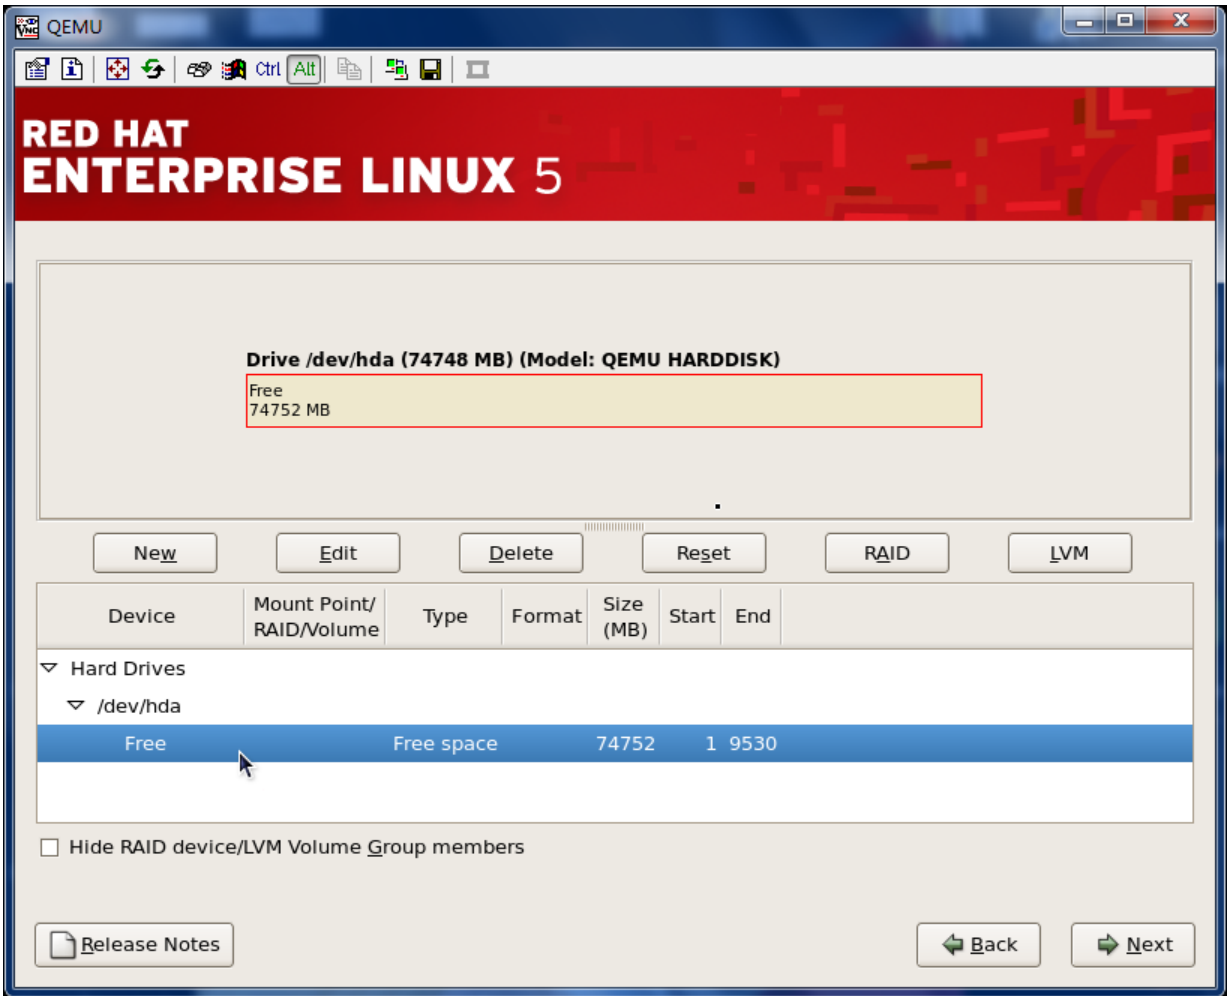 QEMU
Ctrl Alt
RED HAT
ENTERPRISE LINUX 5
Drive /dev/hda (74748 MB) (Model: QEMU HARDDISK)
Free
74752 MB
New Edit Delete Reset RAID LVM
Device Mount Point/ RAID/Volume Type Format Size (MB) Start End
Hard Drives
/dev/hda
Free Free space 74752 1 9530
Hide RAID device/LVM Volume Group members
Release Notes Back Next